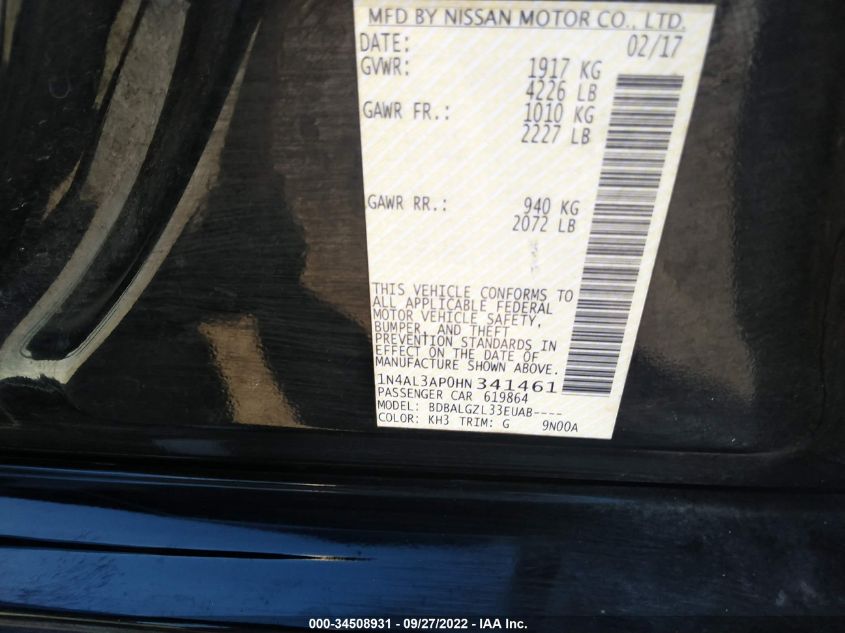 MFD BY NISSAN MOTOR CO., LTD.
DATE: 02/17
GVWR: 1917 KG
4226 LB
GAWR FR.: 1010 KG
2227 LB
GAWR RR.: 940 KG
2072 LB
THIS VEHICLE CONFORMS TO
ALL APPLICABLE FEDERAL
MOTOR VEHICLE SAFETY,
BUMPER, AND THEFT
PREVENTION STANDARDS IN
EFFECT ON THE DATE OF
MANUFACTURE SHOWN ABOVE.
1N4AL3AP0HN341461
PASSENGER CAR 619864
MODEL: BDBALGZL33EUAB----
COLOR: KH3 TRIM: G 9N00A
000-34508931 - 09/27/2022 - IAA Inc.